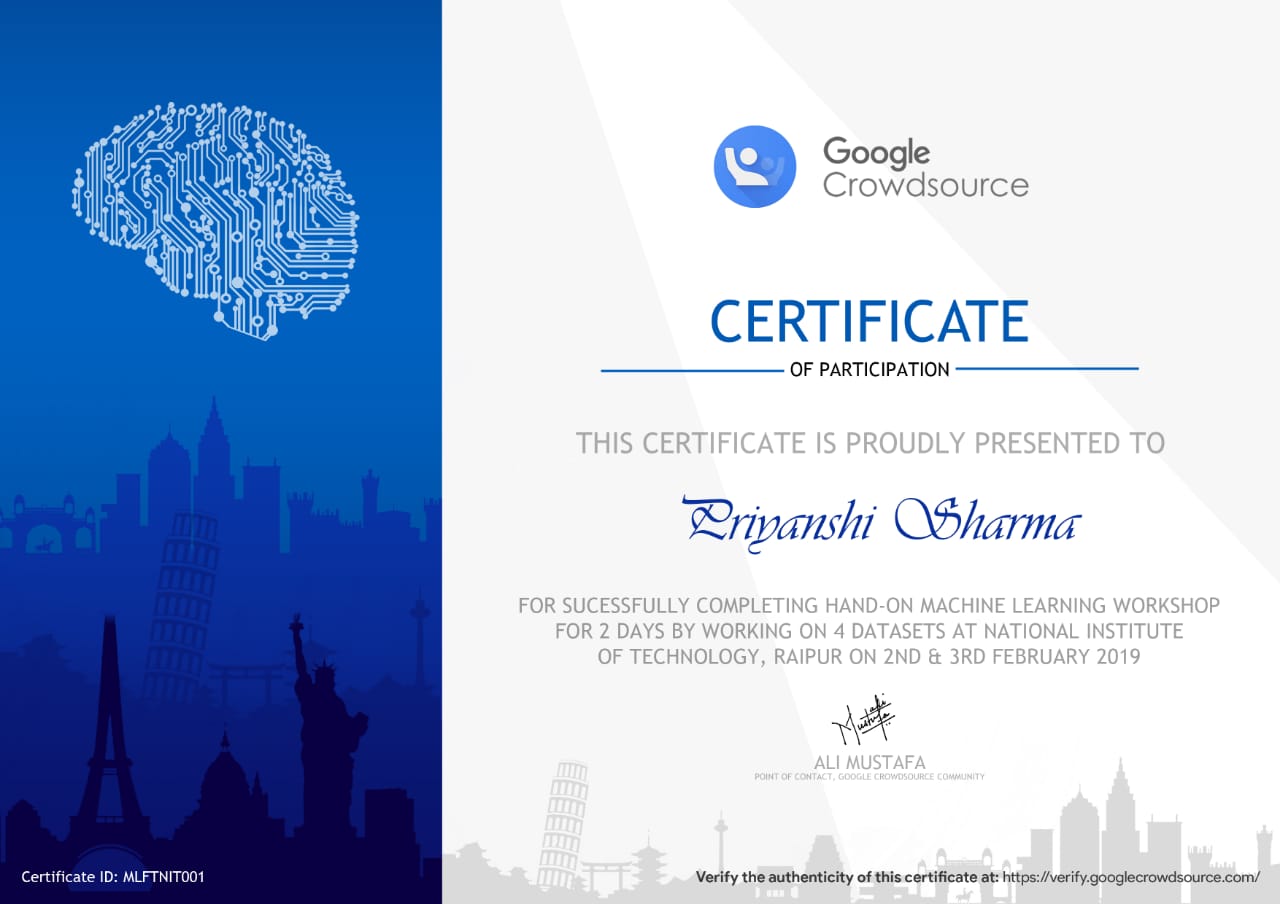 Google
Crowdsource
CERTIFICATE
OF PARTICIPATION
THIS CERTIFICATE IS PROUDLY PRESENTED TO
Priyanshi Sharma
FOR SUCESSFULLY COMPLETING HAND-ON MACHINE LEARNING WORKSHOP
FOR 2 DAYS BY WORKING ON 4 DATASETS AT NATIONAL INSTITUTE
OF TECHNOLOGY, RAIPUR ON 2ND & 3RD FEBRUARY 2019
Ali
Mustafa
ALI MUSTAFA
POINT OF CONTACT, GOOGLE CROWDSOURCE COMMUNITY
Certificate ID: MLFTNIT001
Verify the authenticity of this certificate at: https://verify.googlecrowdsource.com/